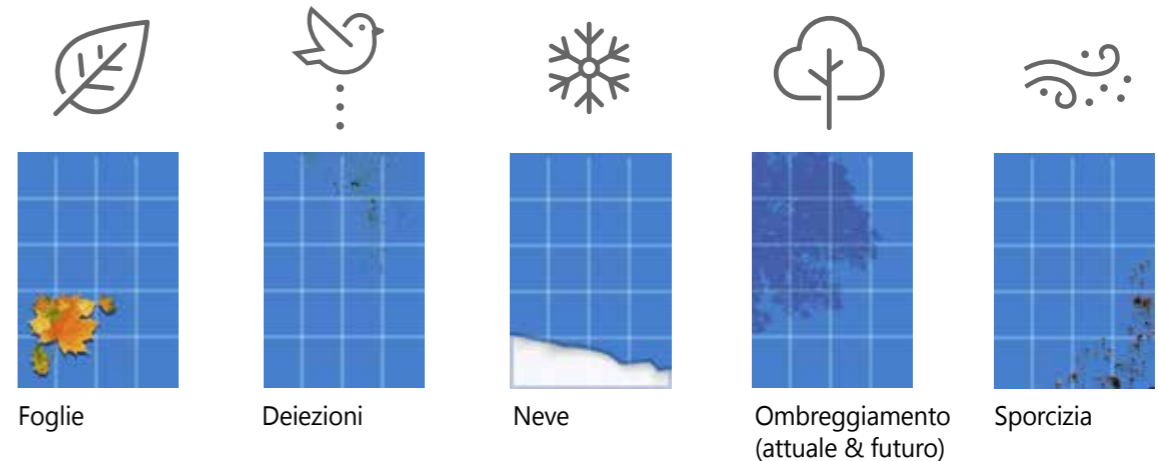 Foglie
Deiezioni
Neve
Ombreggiamento
(attuale & futuro)
Sporcizia